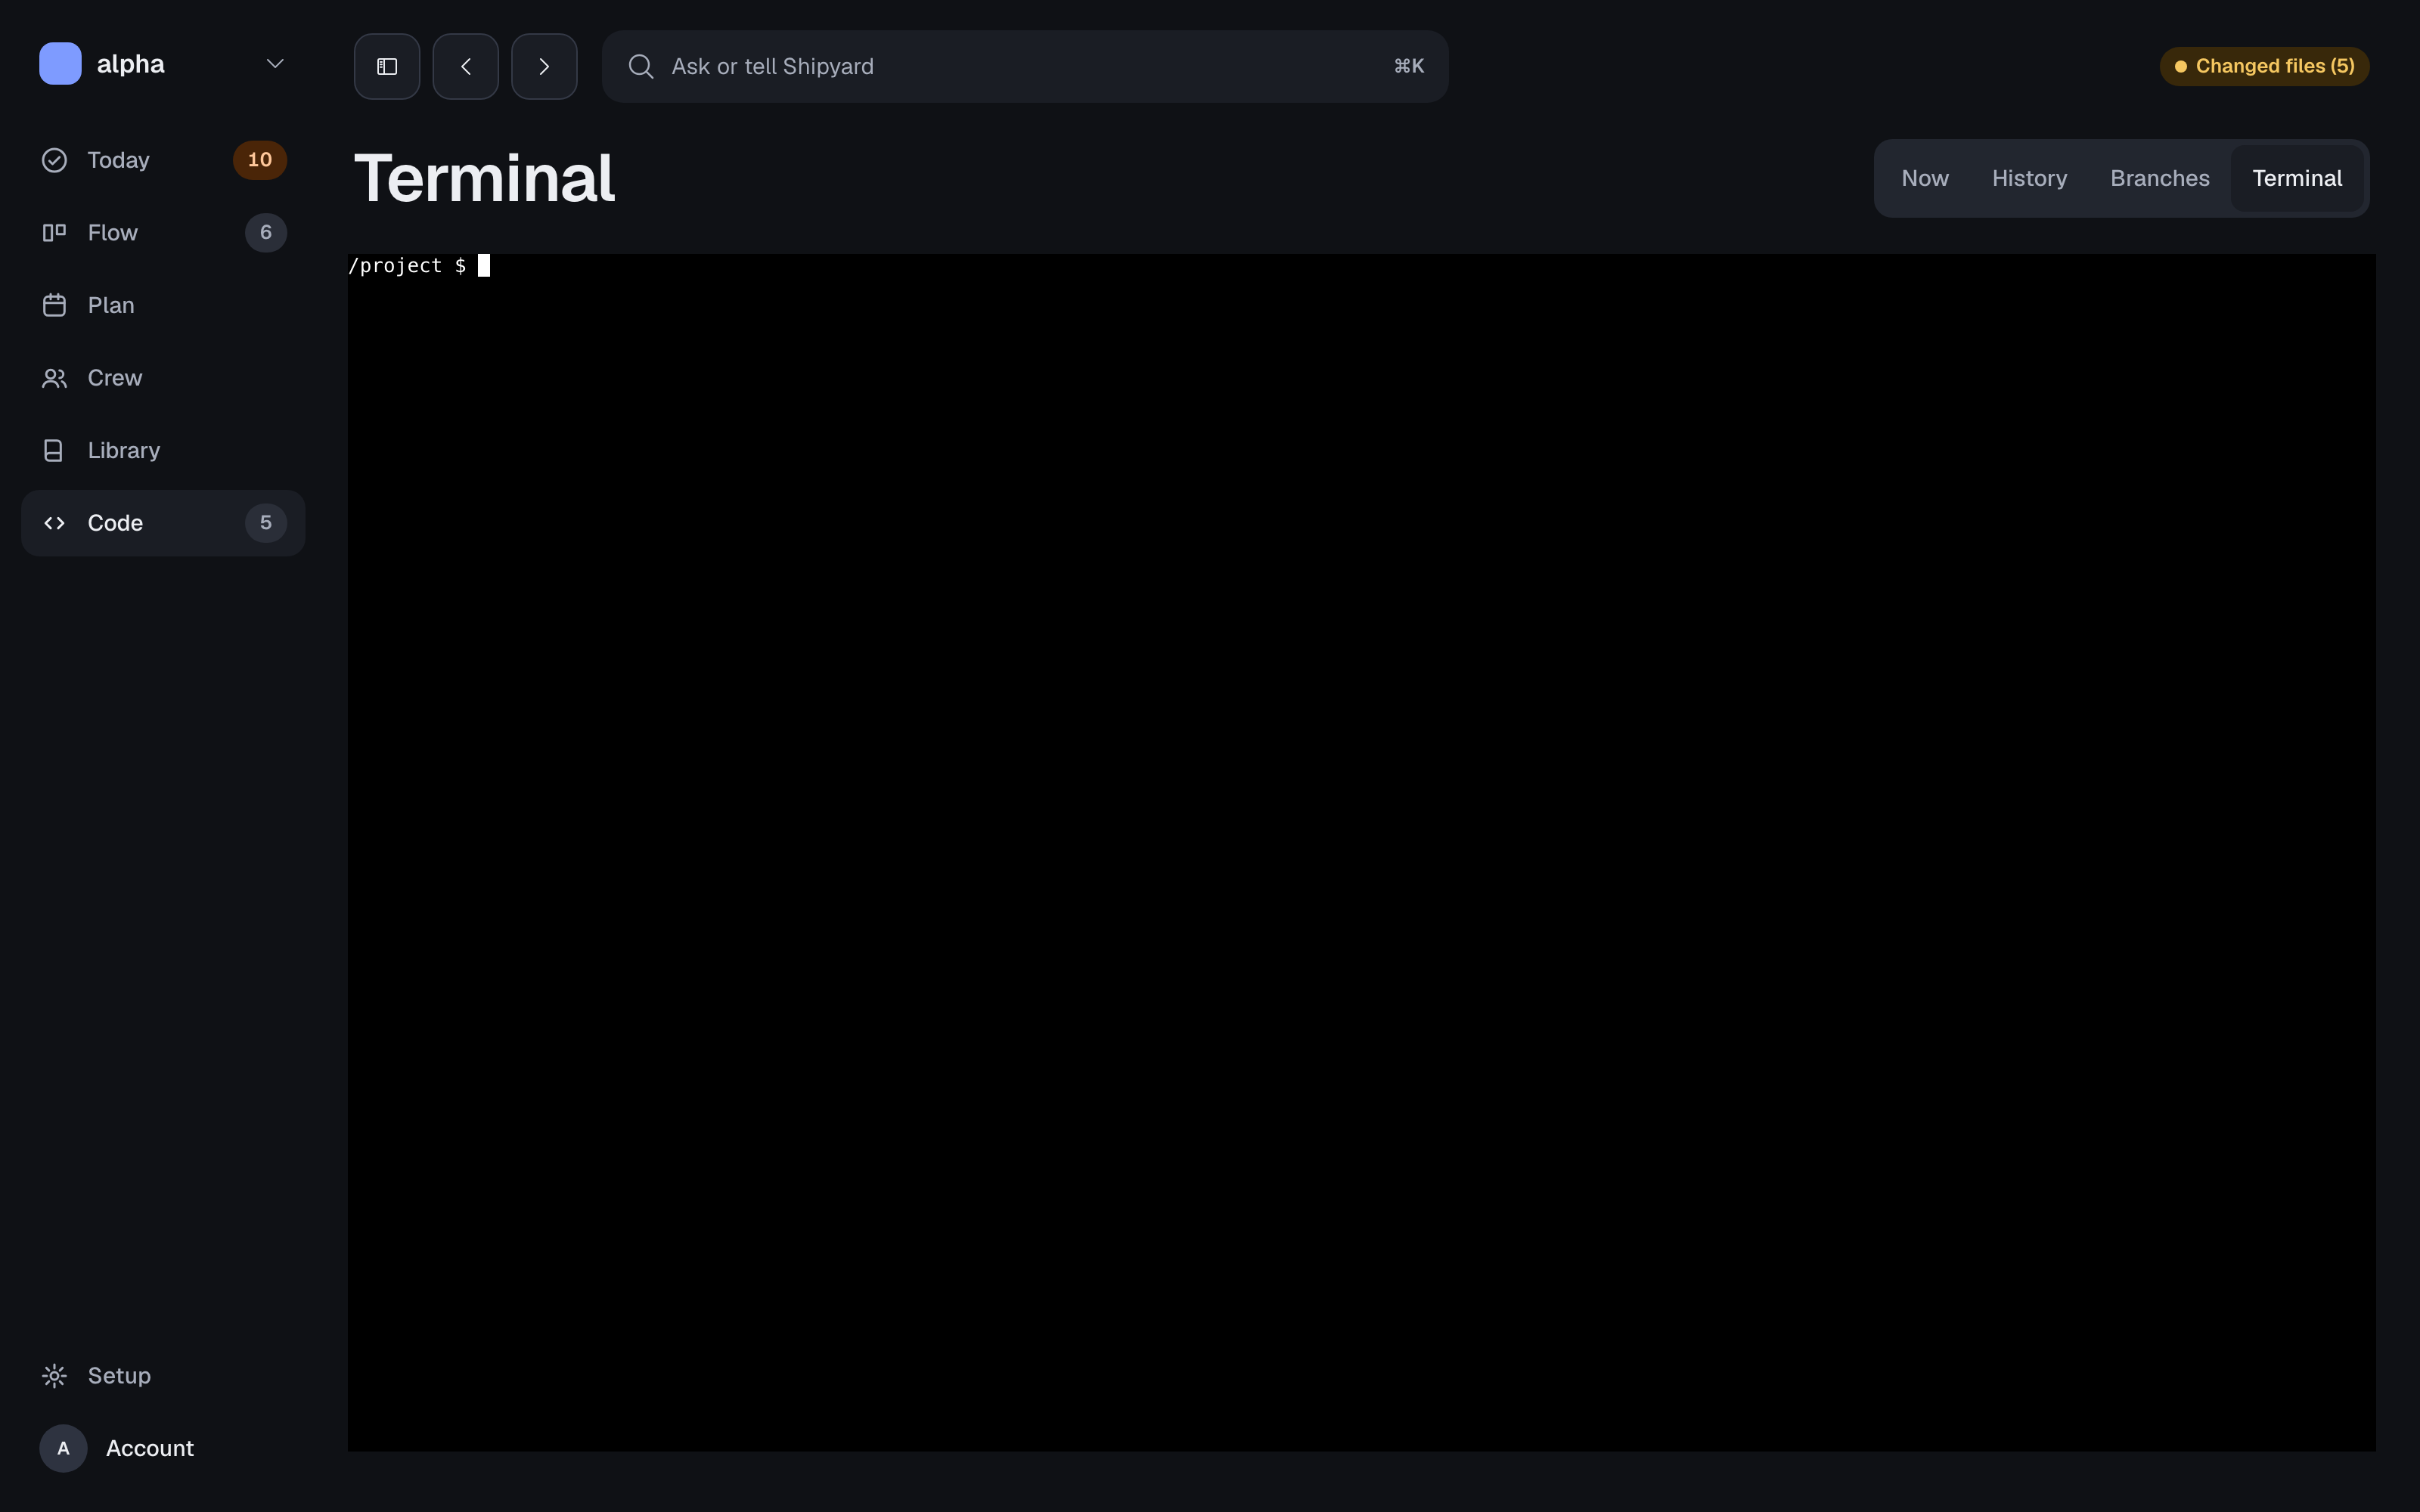 alpha
Today 10
Flow 6
Plan
Crew
Library
Code 5
Setup
A Account
Ask or tell Shipyard ⌘K
Changed files (5)
Terminal
Now History Branches Terminal
/project $